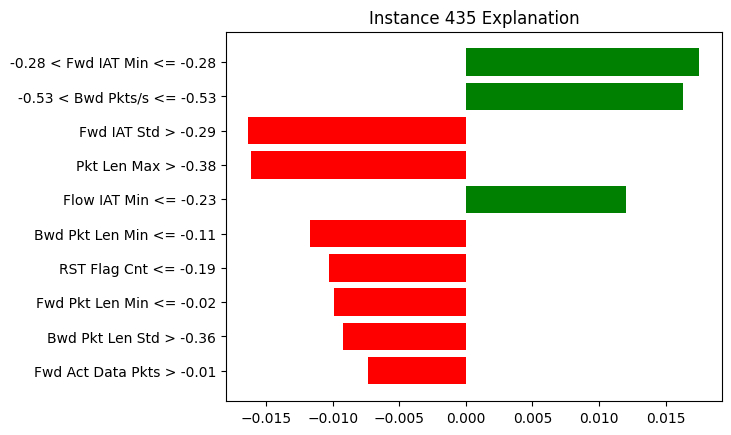 Instance 435 Explanation
-0.28 < Fwd IAT Min <= -0.28
-0.53 < Bwd Pkts/s <= -0.53
Fwd IAT Std > -0.29
Pkt Len Max > -0.38
Flow IAT Min <= -0.23
Bwd Pkt Len Min <= -0.11
RST Flag Cnt <= -0.19
Fwd Pkt Len Min <= -0.02
Bwd Pkt Len Std > -0.36
Fwd Act Data Pkts > -0.01
−0.015 −0.010 −0.005 0.000 0.005 0.010 0.015